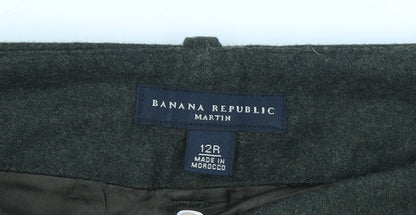 BANANA REPUBLIC
MARTIN
12R
MADE IN
MOROCCO